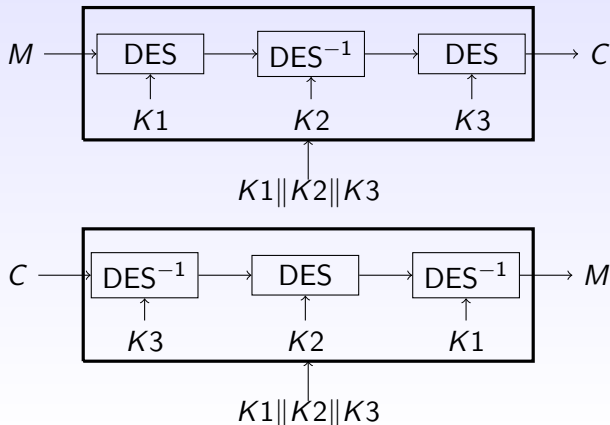 M DES DES⁻¹ DES C
K1 K2 K3
K1∥K2∥K3
C DES⁻¹ DES DES⁻¹ M
K3 K2 K1
K1∥K2∥K3